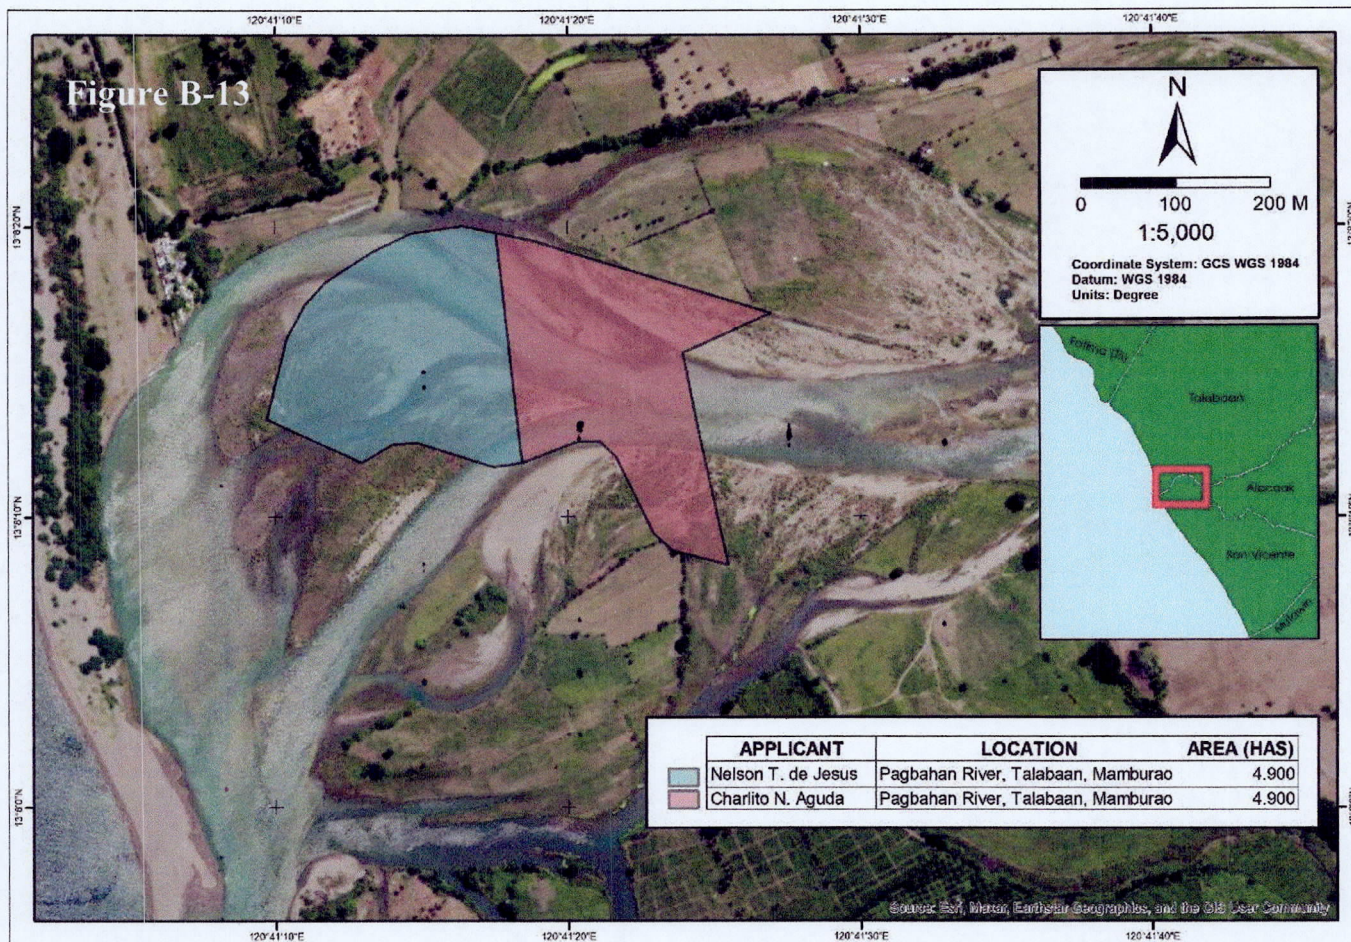 120°41'10"E 120°41'20"E 120°41'30"E 120°41'40"E
Figure B-13
N
0 100 200 M
1:5,000
Coordinate System: GCS WGS 1984
Datum: WGS 1984
Units: Degree
13°8'20"N
13°8'10"N
13°8'0"N
Fatima (Tii)
Talabaan
Alacaak
San Vicente
APPLICANT LOCATION AREA (HAS)
Nelson T. de Jesus Pagbahan River, Talabaan, Mamburao 4.900
Charlito N. Aguda Pagbahan River, Talabaan, Mamburao 4.900
Source: Esri, Maxar, Earthstar Geographics, and the GIS User Community
120°41'10"E 120°41'20"E 120°41'30"E 120°41'40"E